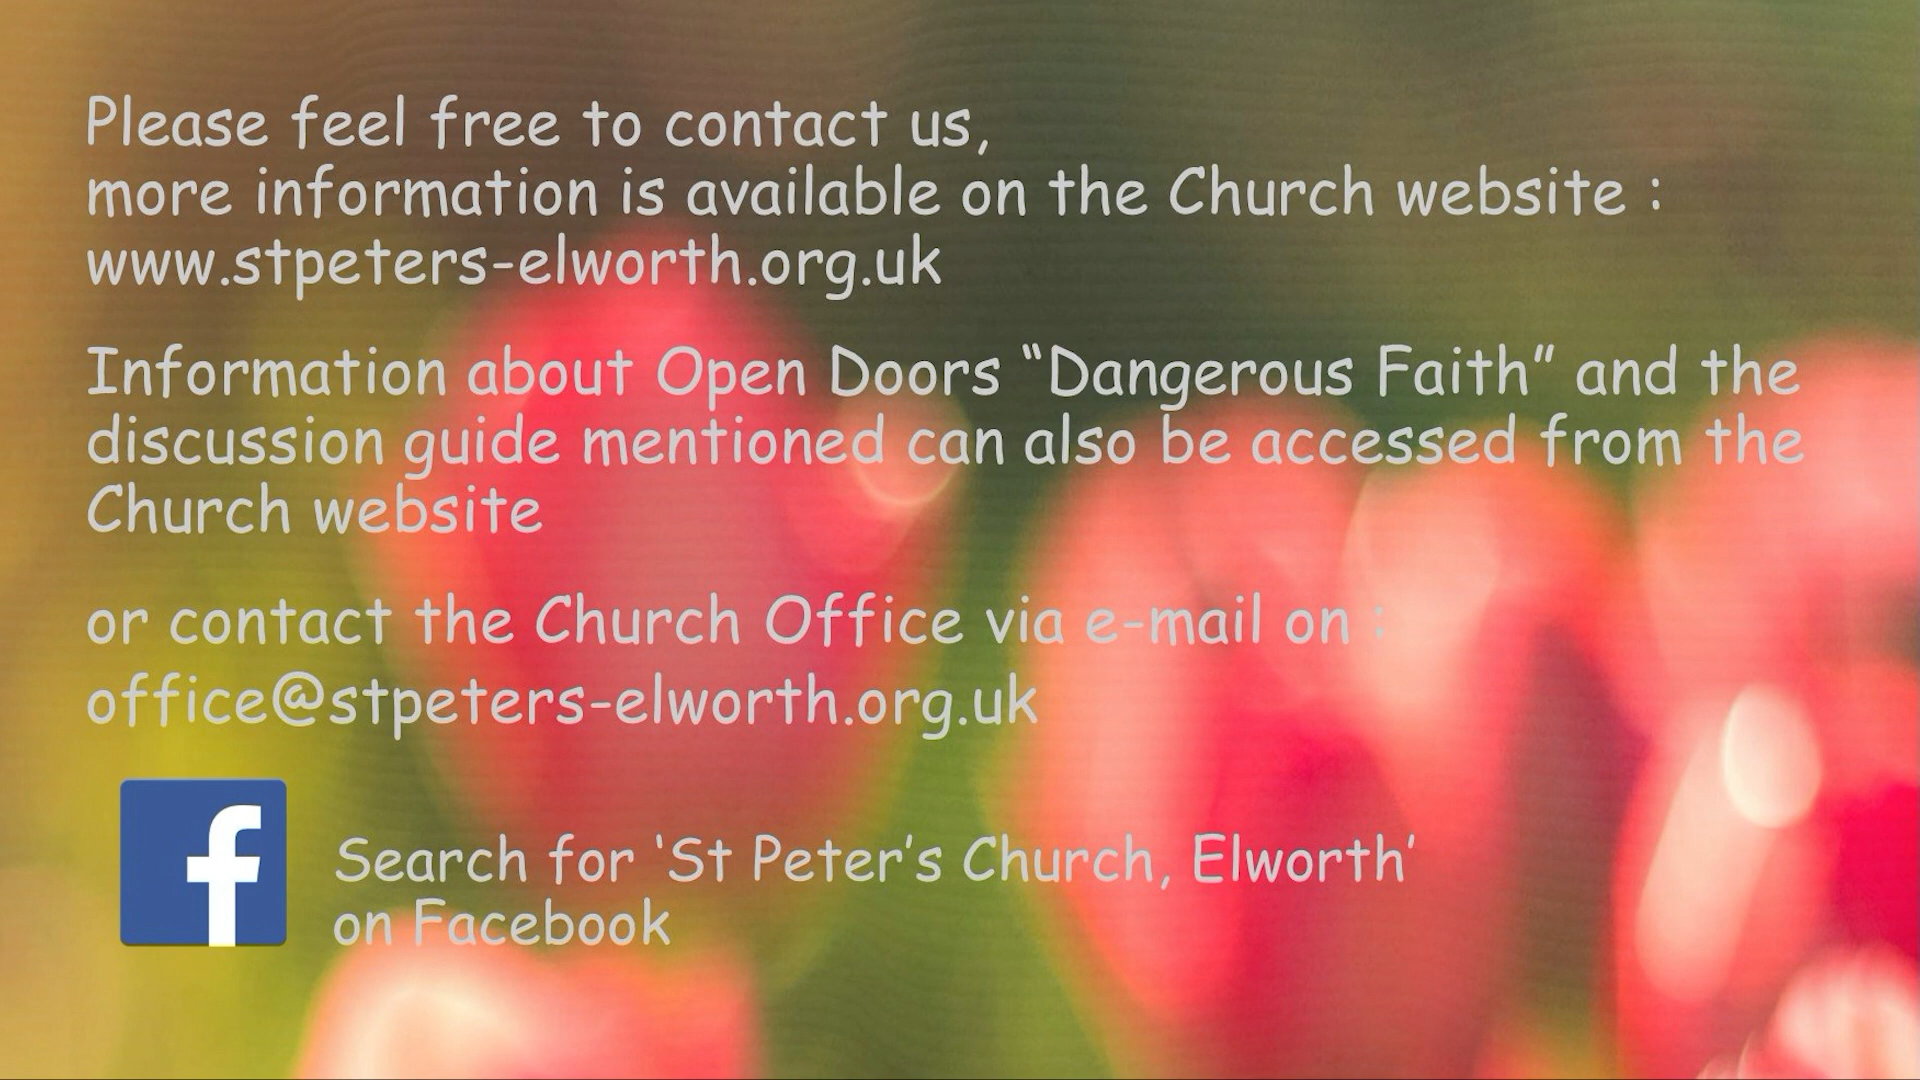 Please feel free to contact us,
more information is available on the Church website :
www.stpeters-elworth.org.uk
Information about Open Doors “Dangerous Faith” and the
discussion guide mentioned can also be accessed from the
Church website
or contact the Church Office via e-mail on :
office@stpeters-elworth.org.uk
f
Search for ‘St Peter’s Church, Elworth’
on Facebook